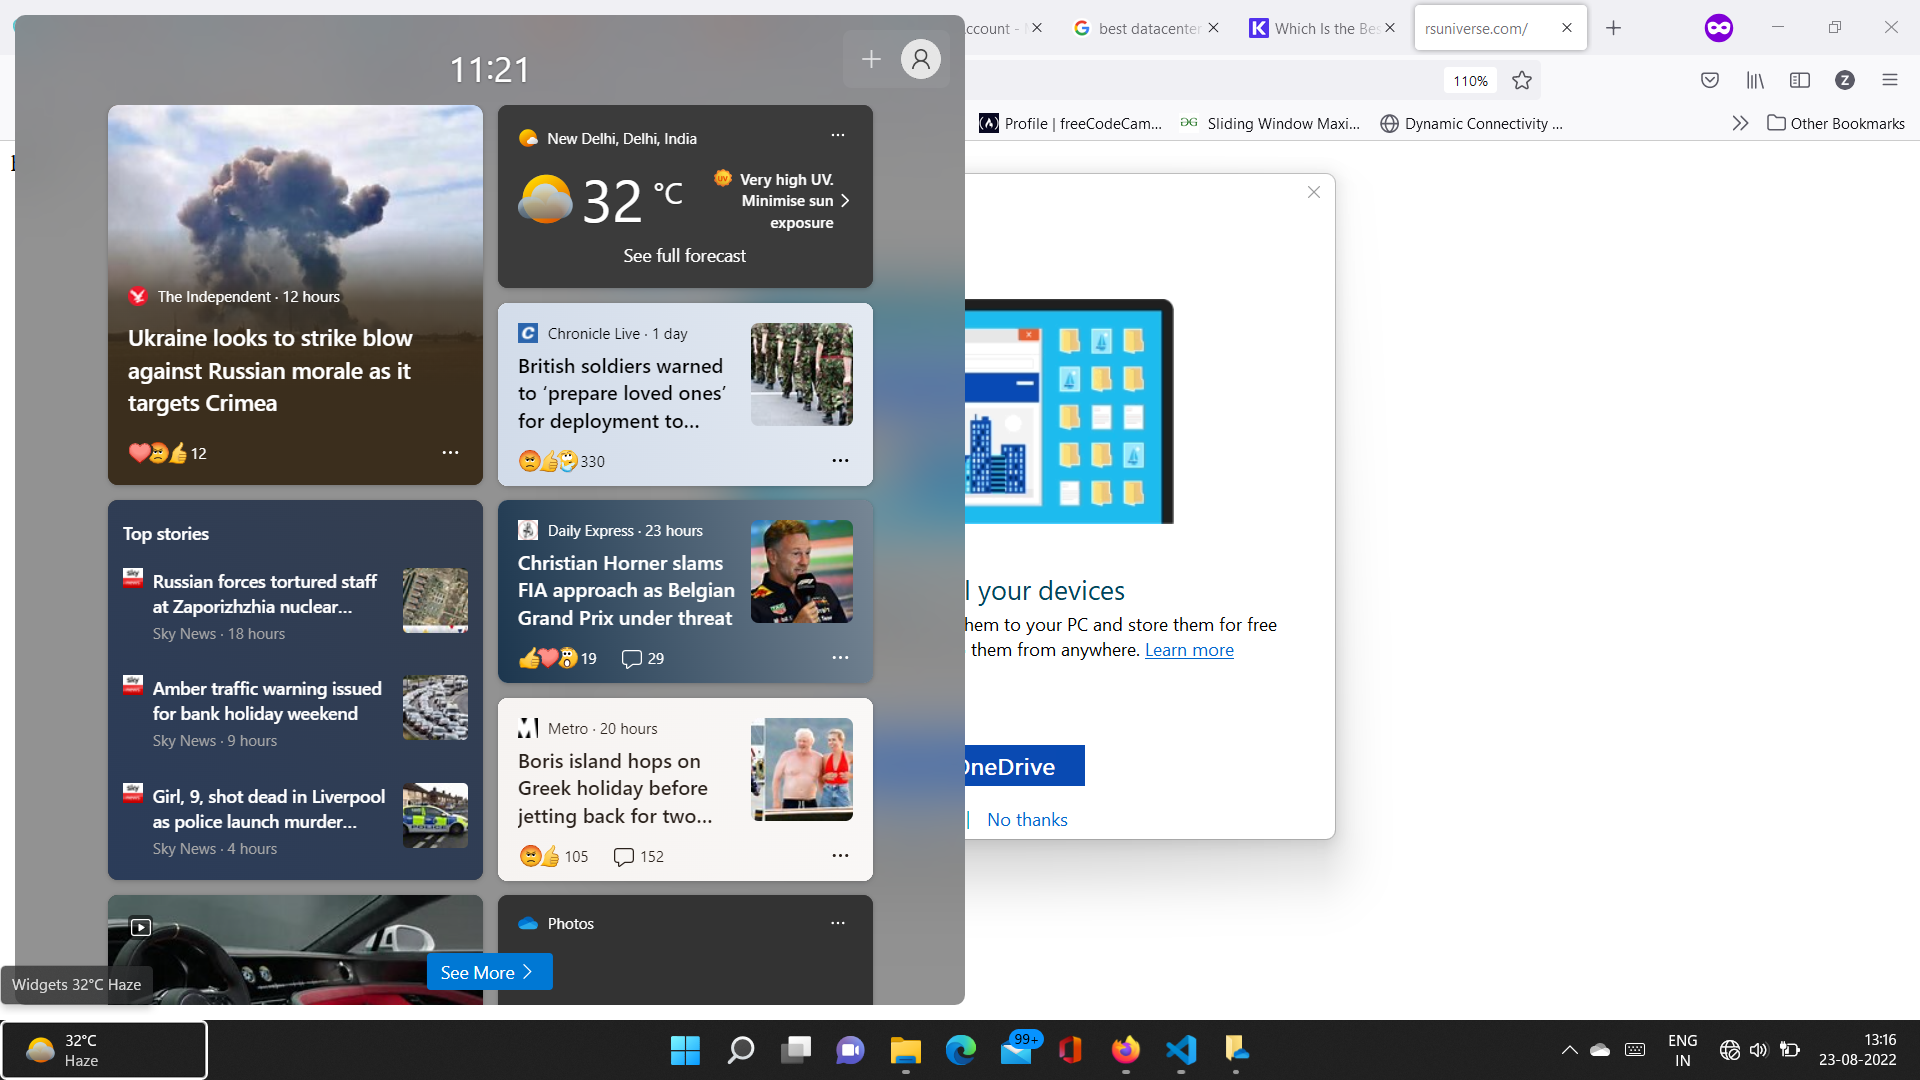 11:21
The Independent · 12 hours
Ukraine looks to strike blow
against Russian morale as it
targets Crimea
12
New Delhi, Delhi, India
32 °C
Very high UV.
Minimise sun
exposure
See full forecast
Chronicle Live · 1 day
British soldiers warned
to ‘prepare loved ones’
for deployment to...
330
Top stories
Russian forces tortured staff
at Zaporizhzhia nuclear...
Sky News · 18 hours
Amber traffic warning issued
for bank holiday weekend
Sky News · 9 hours
Girl, 9, shot dead in Liverpool
as police launch murder...
Sky News · 4 hours
Daily Express · 23 hours
Christian Horner slams
FIA approach as Belgian
Grand Prix under threat
19
29
Metro · 20 hours
Boris island hops on
Greek holiday before
jetting back for two...
105
152
Photos
See More
Widgets 32°C Haze
ccount -
best datacenter
Which Is the Bes
rsuniverse.com/
110%
Profile | freeCodeCam...
Sliding Window Maxi...
Dynamic Connectivity ...
Other Bookmarks
your devices
hem to your PC and store them for free
them from anywhere. Learn more
OneDrive
| No thanks
32°C
Haze
99+
ENG
IN
13:16
23-08-2022